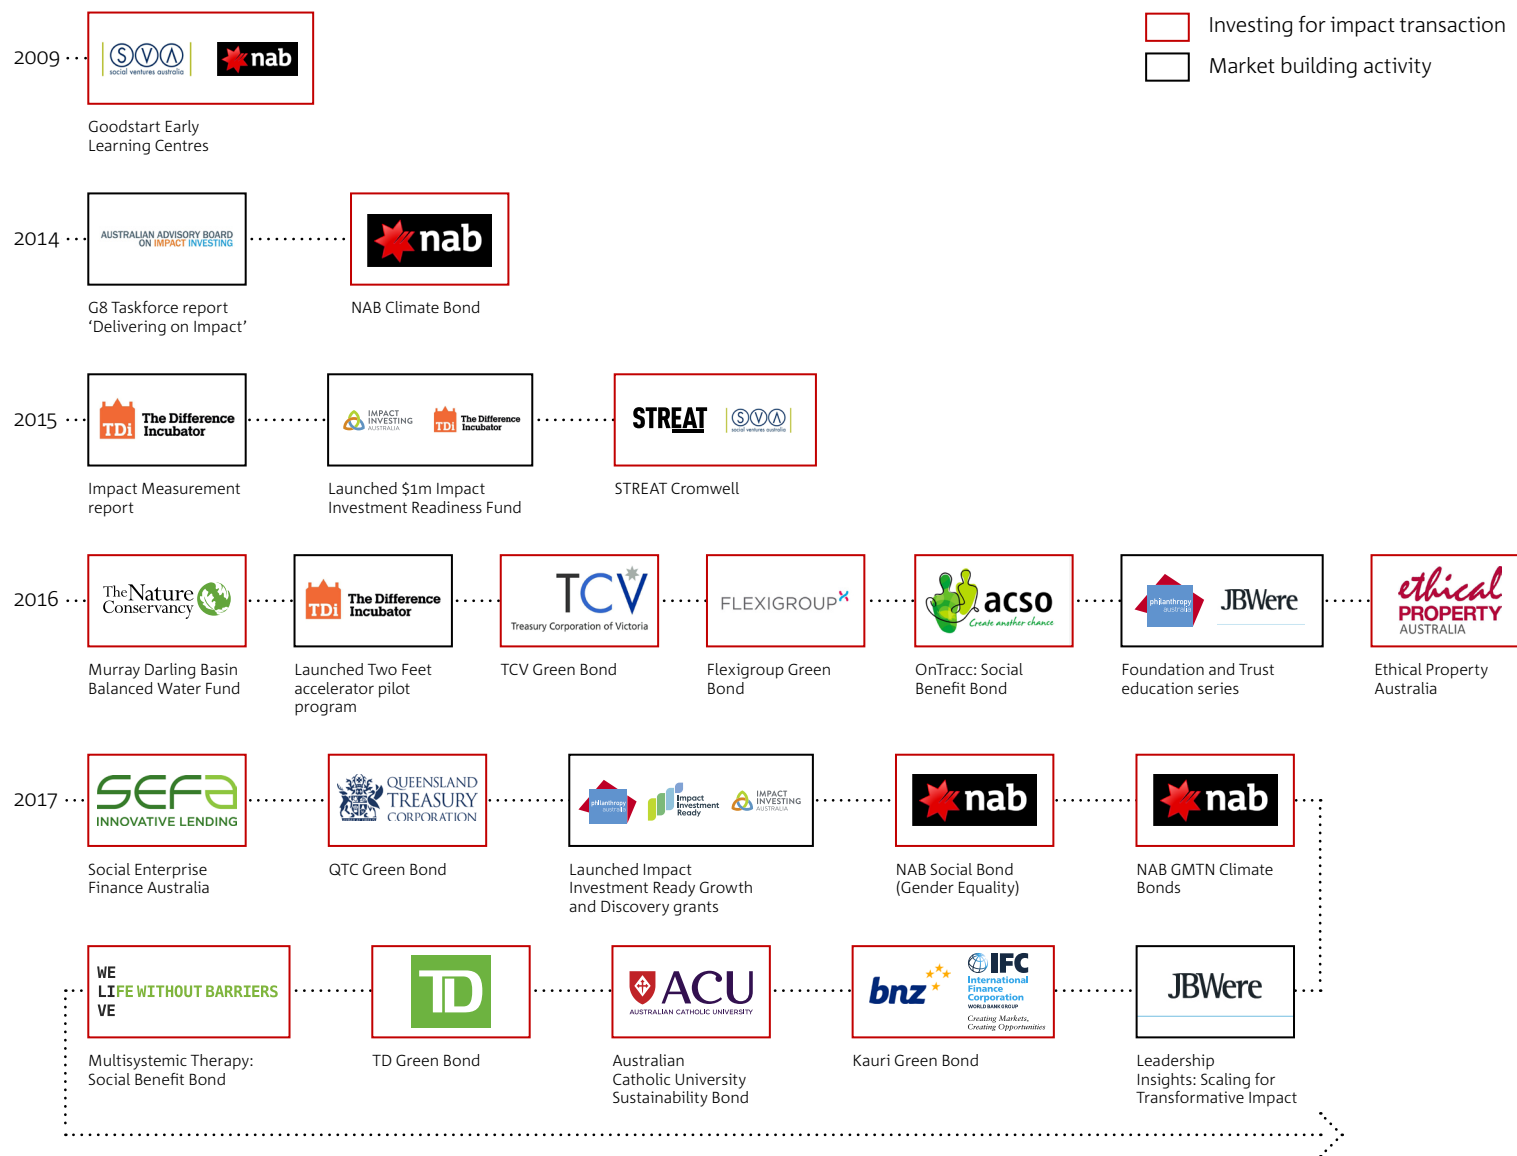 Investing for impact transaction
Market building activity
2009
SVA
social ventures australia
nab
Goodstart Early
Learning Centres
2014
AUSTRALIAN ADVISORY BOARD
ON IMPACT INVESTING
nab
G8 Taskforce report
‘Delivering on Impact’
NAB Climate Bond
2015
TDi
The Difference
Incubator
IMPACT
INVESTING
AUSTRALIA
TDi
The Difference
Incubator
STREAT
SVA
social ventures australia
Impact Measurement
report
Launched $1m Impact
Investment Readiness Fund
STREAT Cromwell
2016
The Nature
Conservancy
TDi
The Difference
Incubator
TCV
Treasury Corporation of Victoria
FLEXIGROUP
acso
Create another chance
philanthropy
australia
JBWere
ethical
PROPERTY
AUSTRALIA
Murray Darling Basin
Balanced Water Fund
Launched Two Feet
accelerator pilot
program
TCV Green Bond
Flexigroup Green
Bond
OnTracc: Social
Benefit Bond
Foundation and Trust
education series
Ethical Property
Australia
2017
SEFa
INNOVATIVE LENDING
QUEENSLAND
TREASURY
CORPORATION
philanthropy
australia
Impact
Investment
Ready
IMPACT
INVESTING
AUSTRALIA
nab
nab
Social Enterprise
Finance Australia
QTC Green Bond
Launched Impact
Investment Ready Growth
and Discovery grants
NAB Social Bond
(Gender Equality)
NAB GMTN Climate
Bonds
WE
LIFE WITHOUT BARRIERS
VE
TD
ACU
AUSTRALIAN CATHOLIC UNIVERSITY
bnz
IFC
International
Finance
Corporation
WORLD BANK GROUP
Creating Markets,
Creating Opportunities
JBWere
Multisystemic Therapy:
Social Benefit Bond
TD Green Bond
Australian
Catholic University
Sustainability Bond
Kauri Green Bond
Leadership
Insights: Scaling for
Transformative Impact